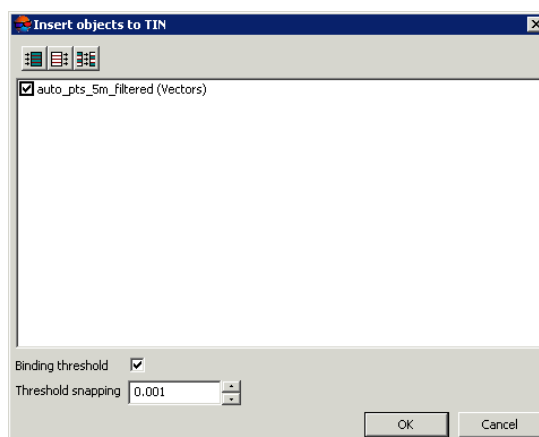 Insert objects to TIN
auto_pts_5m_filtered (Vectors)
Binding threshold
Threshold snapping 0.001
OK Cancel